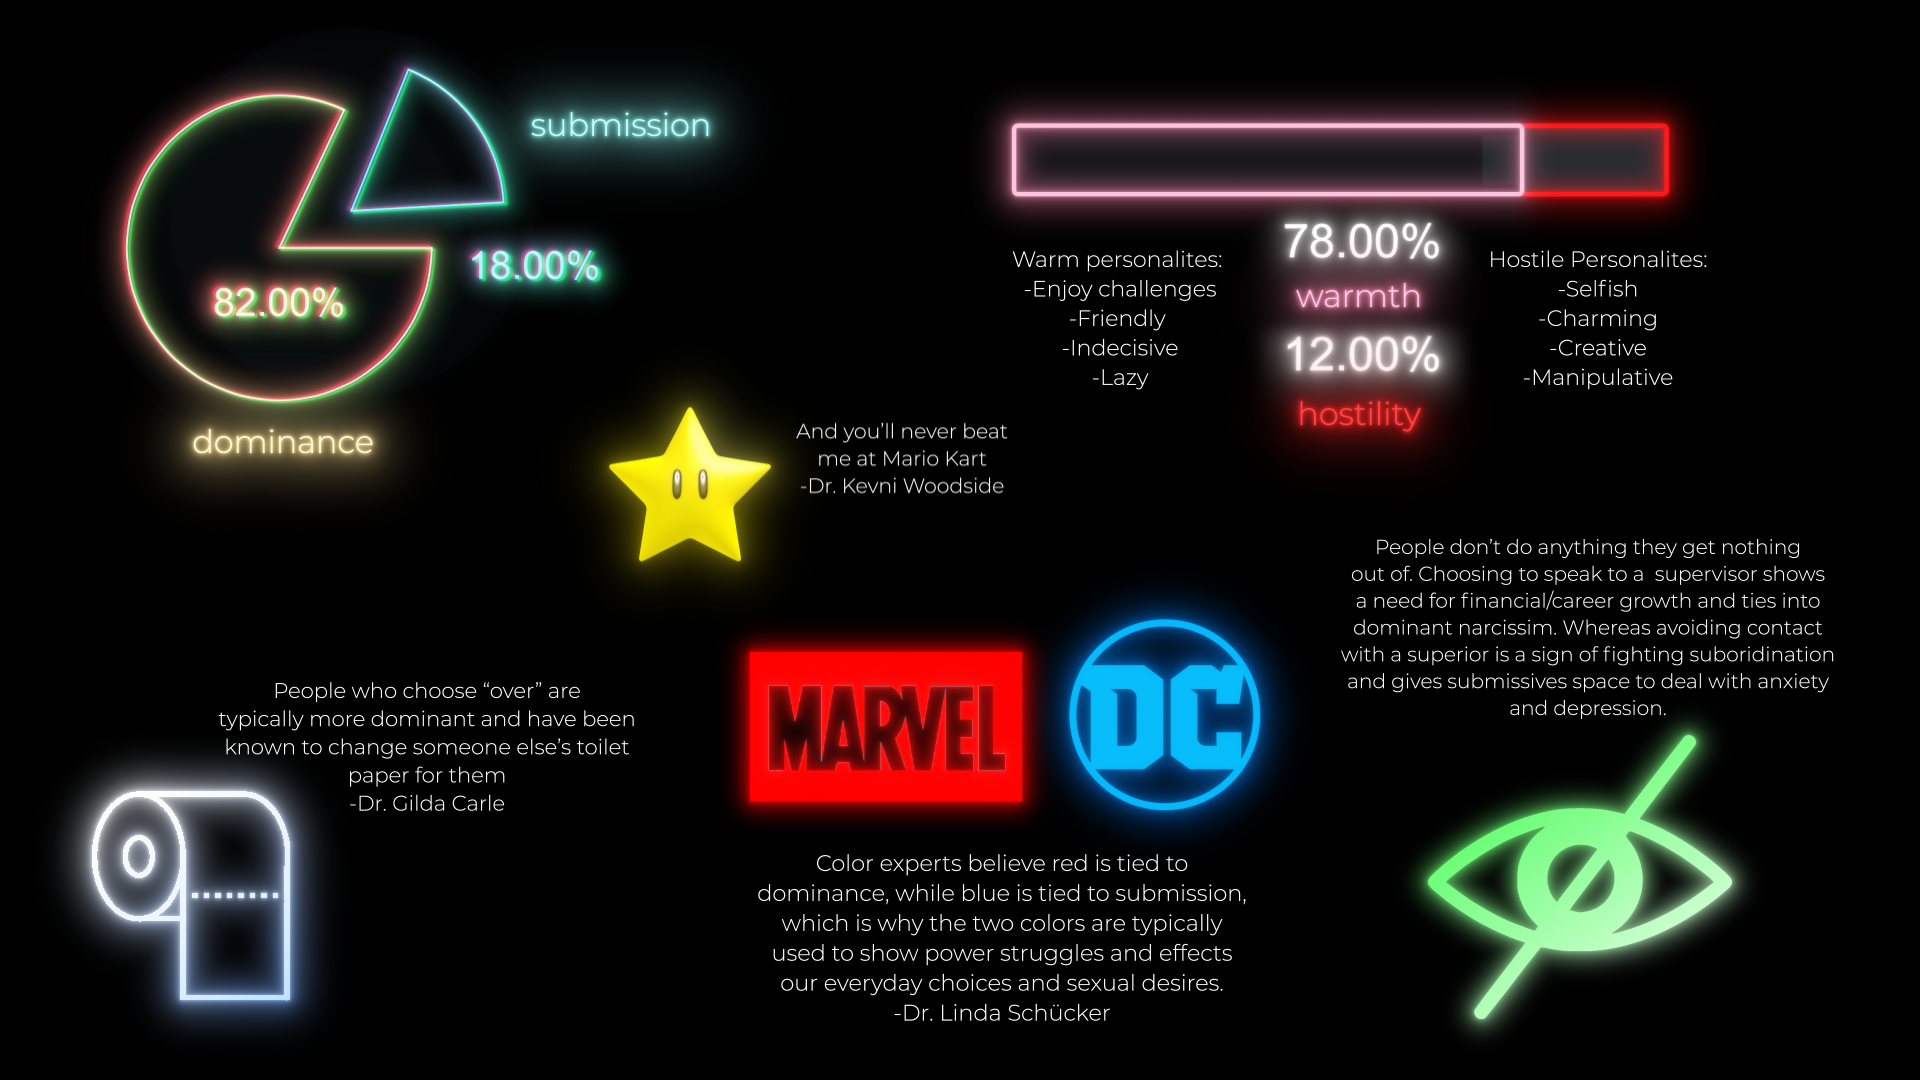 submission
18.00%
82.00%
dominance
78.00%
warmth
12.00%
hostility
Warm personalites:
-Enjoy challenges
-Friendly
-Indecisive
-Lazy
Hostile Personalites:
-Selfish
-Charming
-Creative
-Manipulative
And you’ll never beat
me at Mario Kart
-Dr. Kevni Woodside
People don’t do anything they get nothing
out of. Choosing to speak to a  supervisor shows
a need for financial/career growth and ties into
dominant narcissim. Whereas avoiding contact
with a superior is a sign of fighting suboridination
and gives submissives space to deal with anxiety
and depression.
People who choose “over” are
typically more dominant and have been
known to change someone else’s toilet
paper for them
-Dr. Gilda Carle
MARVEL
DC
Color experts believe red is tied to
dominance, while blue is tied to submission,
which is why the two colors are typically
used to show power struggles and effects
our everyday choices and sexual desires.
-Dr. Linda Schücker